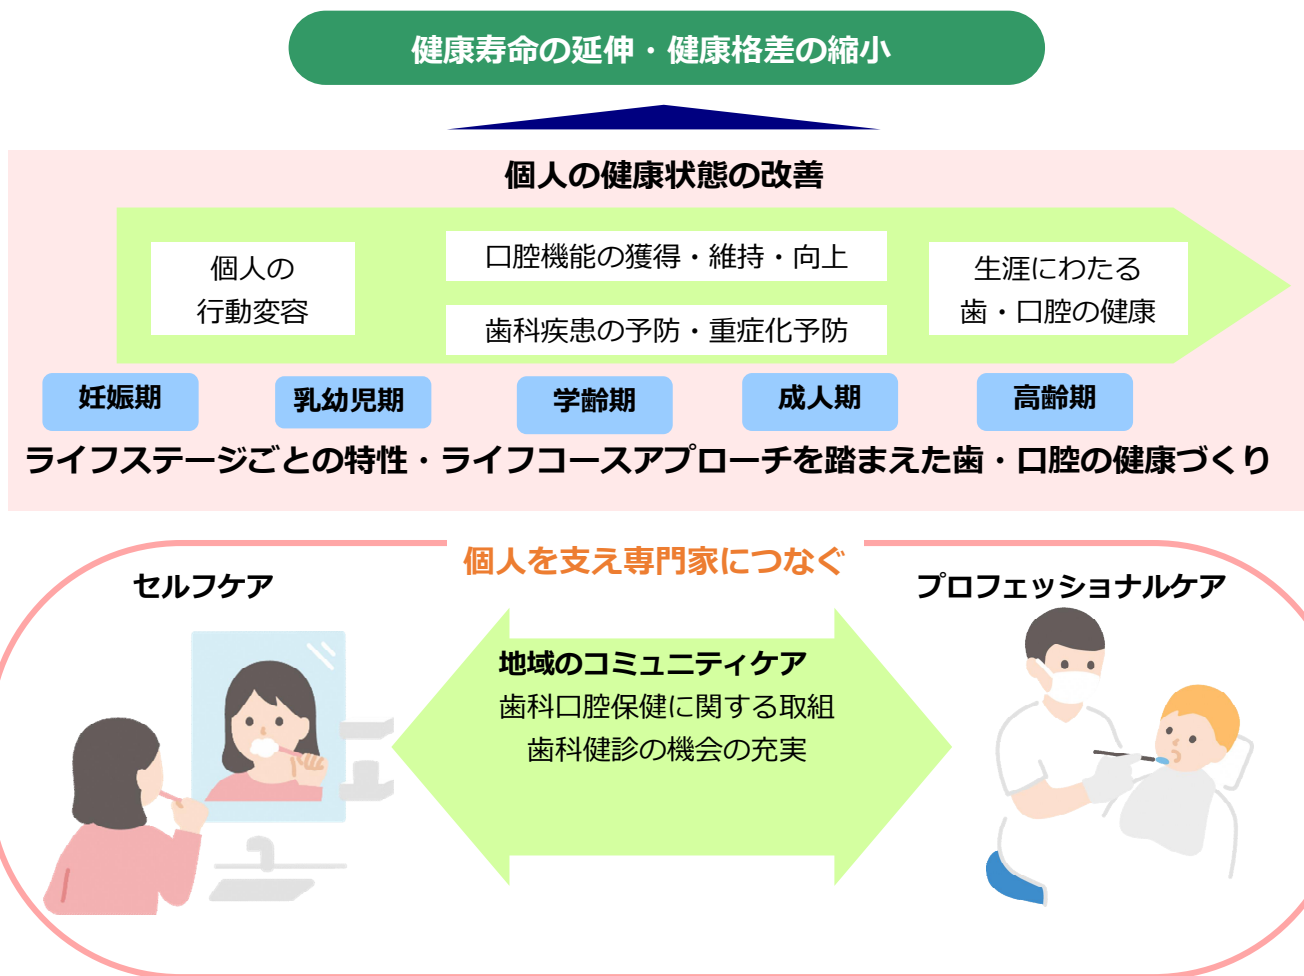 健康寿命の延伸・健康格差の縮小
個人の健康状態の改善
個人の
行動変容
口腔機能の獲得・維持・向上
歯科疾患の予防・重症化予防
生涯にわたる
歯・口腔の健康
妊娠期
乳幼児期
学齢期
成人期
高齢期
ライフステージごとの特性・ライフコースアプローチを踏まえた歯・口腔の健康づくり
個人を支え専門家につなぐ
セルフケア
プロフェッショナルケア
地域のコミュニティケア
歯科口腔保健に関する取組
歯科健診の機会の充実